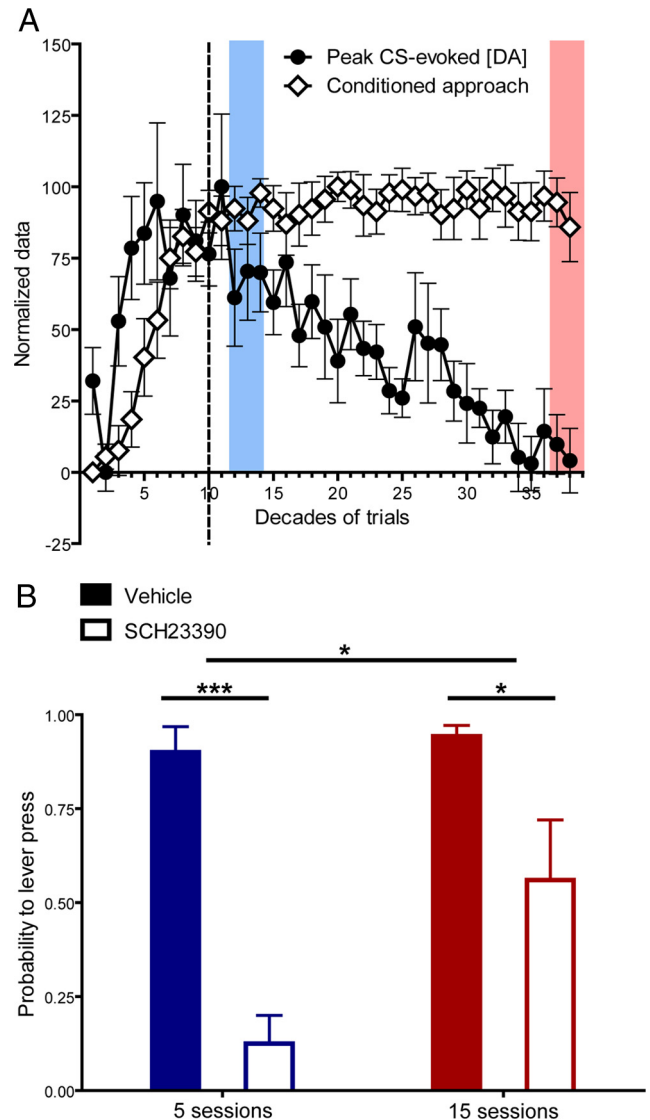 A
150
125
100
75
50
25
0
-25
Normalized data
Peak CS-evoked [DA]
Conditioned approach
5 10 15 20 25 30 35
Decades of trials
B
Vehicle
SCH23390
*
*** *
1.00
0.75
0.50
0.25
0.00
Probability to lever press
5 sessions 15 sessions